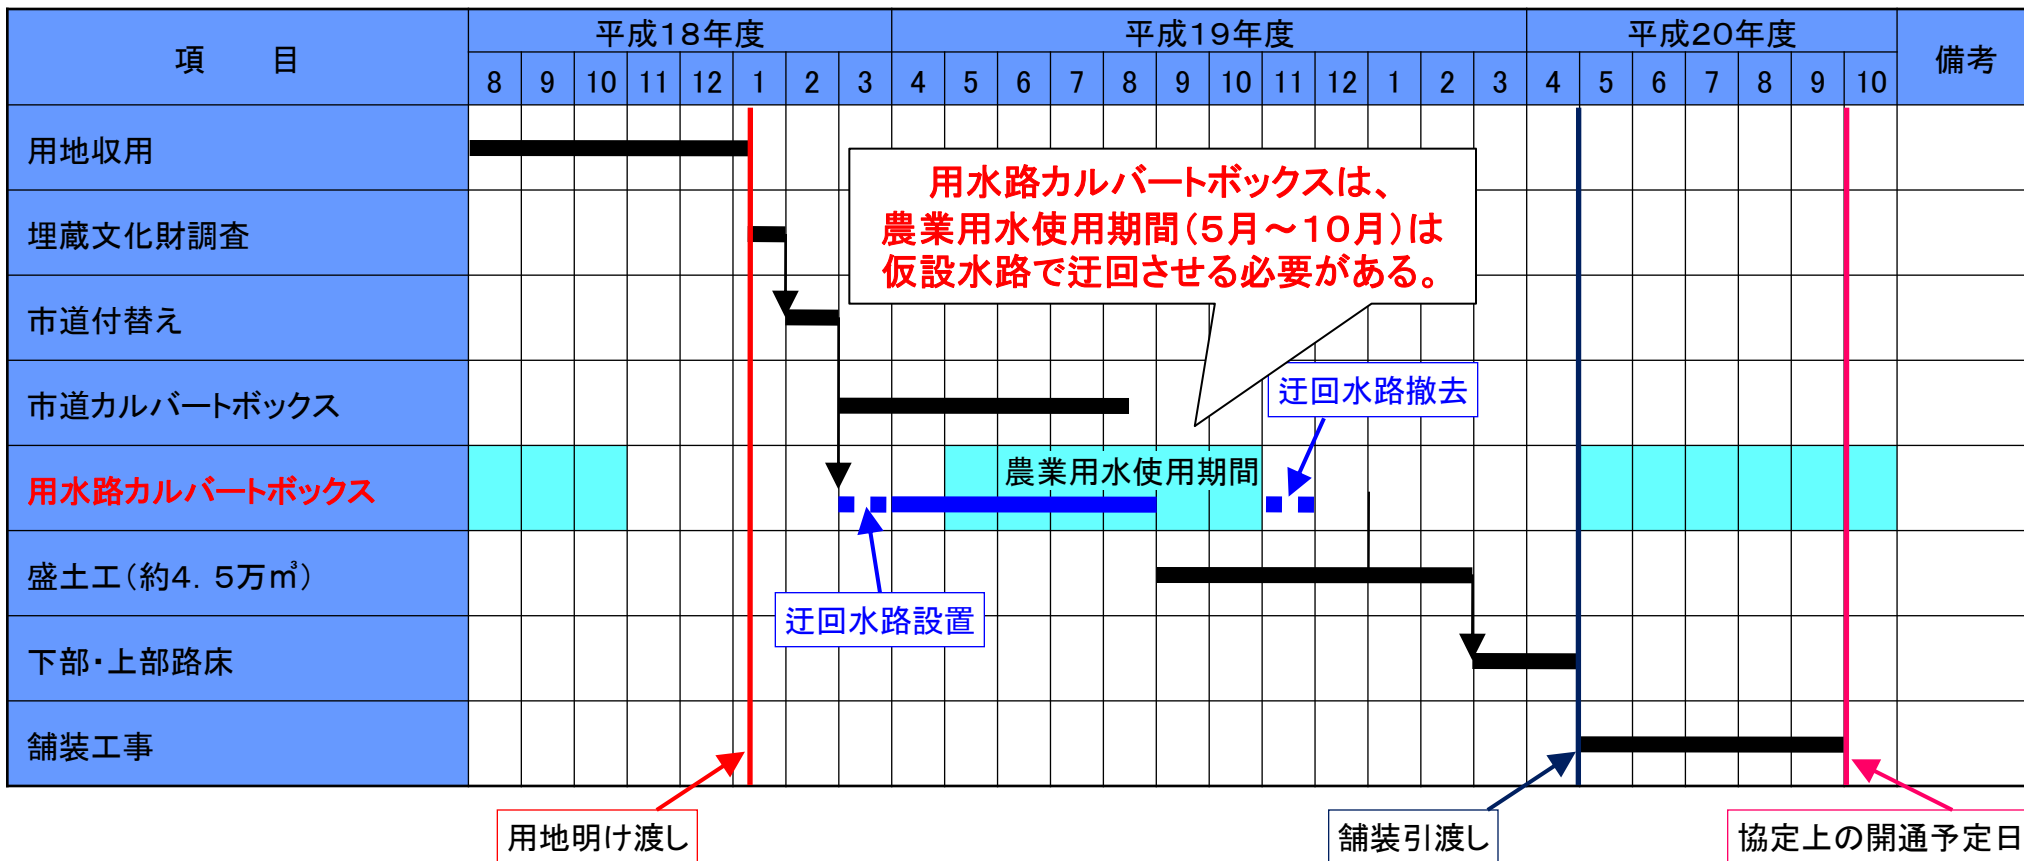 項　　目
平成18年度
平成19年度
平成20年度
備考
8 9 10 11 12 1 2 3 4 5 6 7 8 9 10 11 12 1 2 3 4 5 6 7 8 9 10
用地収用
用水路カルバートボックスは、
農業用水使用期間（5月～10月）は
仮設水路で迂回させる必要がある。
埋蔵文化財調査
市道付替え
市道カルバートボックス
迂回水路撤去
用水路カルバートボックス
農業用水使用期間
盛土工（約4．5万㎥）
迂回水路設置
下部・上部路床
舗装工事
用地明け渡し
舗装引渡し
協定上の開通予定日